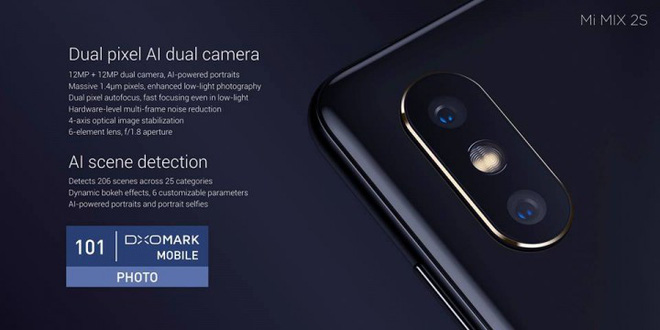 Mi MIX 2S
Dual pixel AI dual camera
12MP + 12MP dual camera, AI-powered portraits
Massive 1.4μm pixels, enhanced low-light photography
Dual pixel autofocus, fast focusing even in low-light
Hardware-level multi-frame noise reduction
4-axis optical image stabilization
6-element lens, f/1.8 aperture
AI scene detection
Detects 206 scenes across 25 categories
Dynamic bokeh effects, 6 customizable parameters
AI-powered portraits and portrait selfies
101
DXOMARK
MOBILE
PHOTO